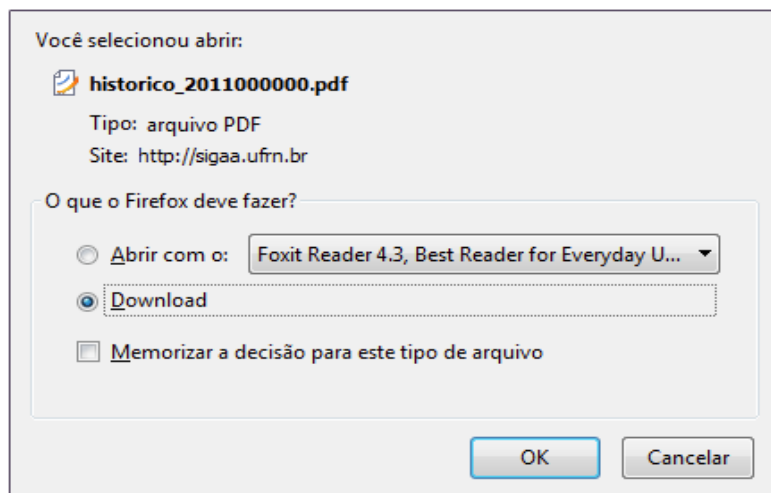 Você selecionou abrir:
historico_2011000000.pdf
Tipo: arquivo PDF
Site: http://sigaa.ufrn.br
O que o Firefox deve fazer?
Abrir com o: Foxit Reader 4.3, Best Reader for Everyday U...
Download
Memorizar a decisão para este tipo de arquivo
OK Cancelar